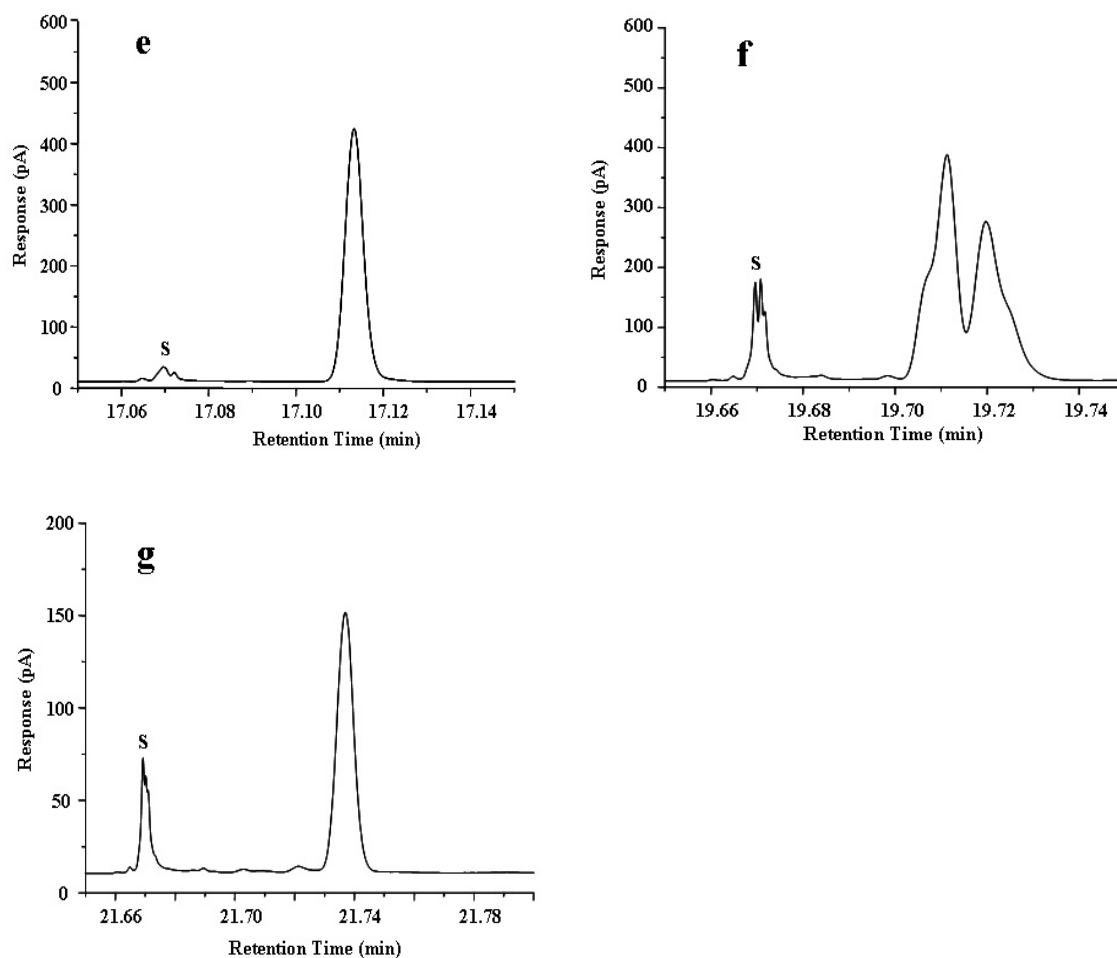 e
600
500
400
300
200
100
0
Response (pA)
s
17.06 17.08 17.10 17.12 17.14
Retention Time (min)
f
600
500
400
300
200
100
0
Response (pA)
s
19.66 19.68 19.70 19.72 19.74
Retention Time (min)
g
200
150
100
50
0
Response (pA)
s
21.66 21.70 21.74 21.78
Retention Time (min)